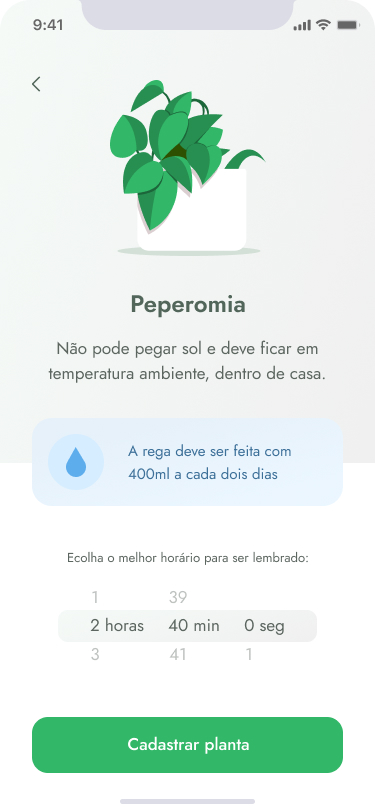 9:41
Peperomia
Não pode pegar sol e deve ficar em
temperatura ambiente, dentro de casa.
A rega deve ser feita com
400ml a cada dois dias
Ecolha o melhor horário para ser lembrado:
1 39
2 horas 40 min 0 seg
3 41 1
Cadastrar planta